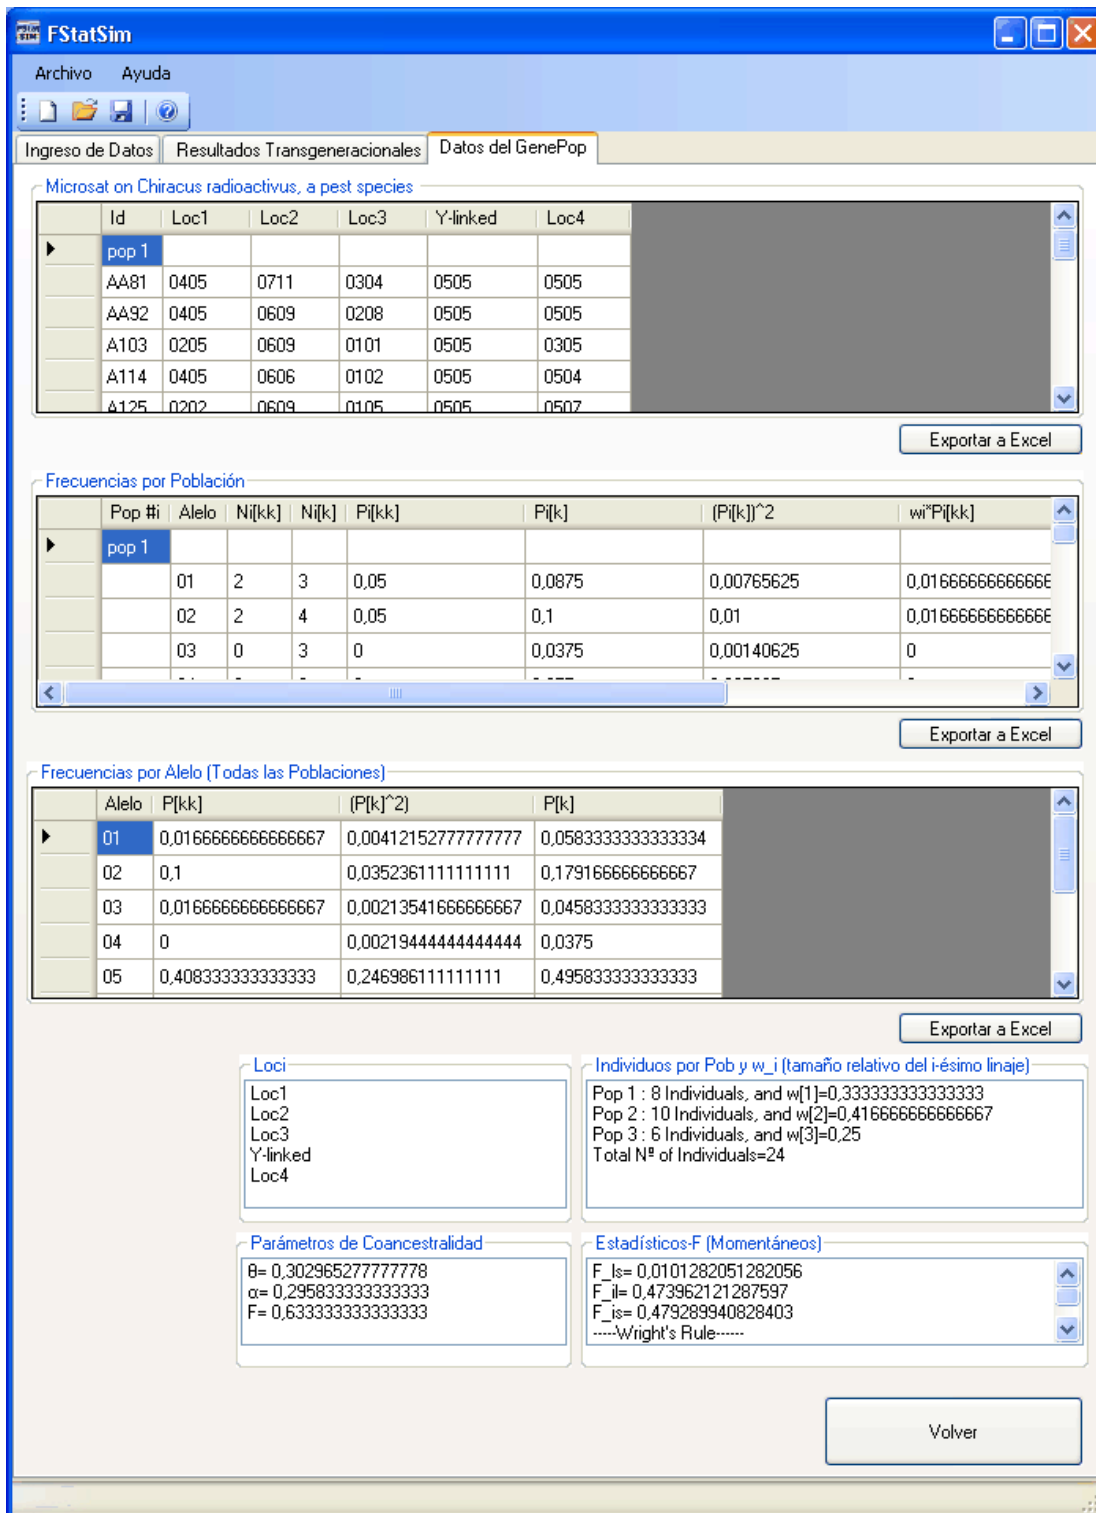 FStatSim
Archivo Ayuda
Ingreso de Datos Resultados Transgeneracionales Datos del GenePop
Microsat on Chiracus radioactivus, a pest species
Id Loc1 Loc2 Loc3 Y-linked Loc4
pop 1
AA81 0405 0711 0304 0505 0505
AA92 0405 0609 0208 0505 0505
A103 0205 0609 0101 0505 0305
A114 0405 0606 0102 0505 0504
A125 0202 0609 0105 0505 0507
Exportar a Excel
Frecuencias por Población
Pop #i Alelo Ni[kk] Ni[k] Pi[kk] Pi[k] (Pi[k])^2 wi*Pi[kk]
pop 1
01 2 3 0,05 0,0875 0,00765625 0,01666666666666
02 2 4 0,05 0,1 0,01 0,01666666666666
03 0 3 0 0,0375 0,00140625 0
Exportar a Excel
Frecuencias por Alelo (Todas las Poblaciones)
Alelo P[kk] (P[k]^2) P[k]
01 0,0166666666666667 0,00412152777777777 0,0583333333333334
02 0,1 0,0352361111111111 0,179166666666667
03 0,0166666666666667 0,00213541666666667 0,0458333333333333
04 0 0,00219444444444444 0,0375
05 0,408333333333333 0,246986111111111 0,495833333333333
Exportar a Excel
Loci
Loc1
Loc2
Loc3
Y-linked
Loc4
Individuos por Pob y w_i (tamaño relativo del i-ésimo linaje)
Pop 1 : 8 Individuals, and w[1]=0,333333333333333
Pop 2 : 10 Individuals, and w[2]=0,416666666666667
Pop 3 : 6 Individuals, and w[3]=0,25
Total Nº of Individuals=24
Parámetros de Coancestralidad
θ= 0,302965277777778
α= 0,295833333333333
F= 0,633333333333333
Estadísticos-F (Momentáneos)
F_ls= 0,0101282051282056
F_il= 0,473962121287597
F_is= 0,479289940828403
-----Wright's Rule------
Volver